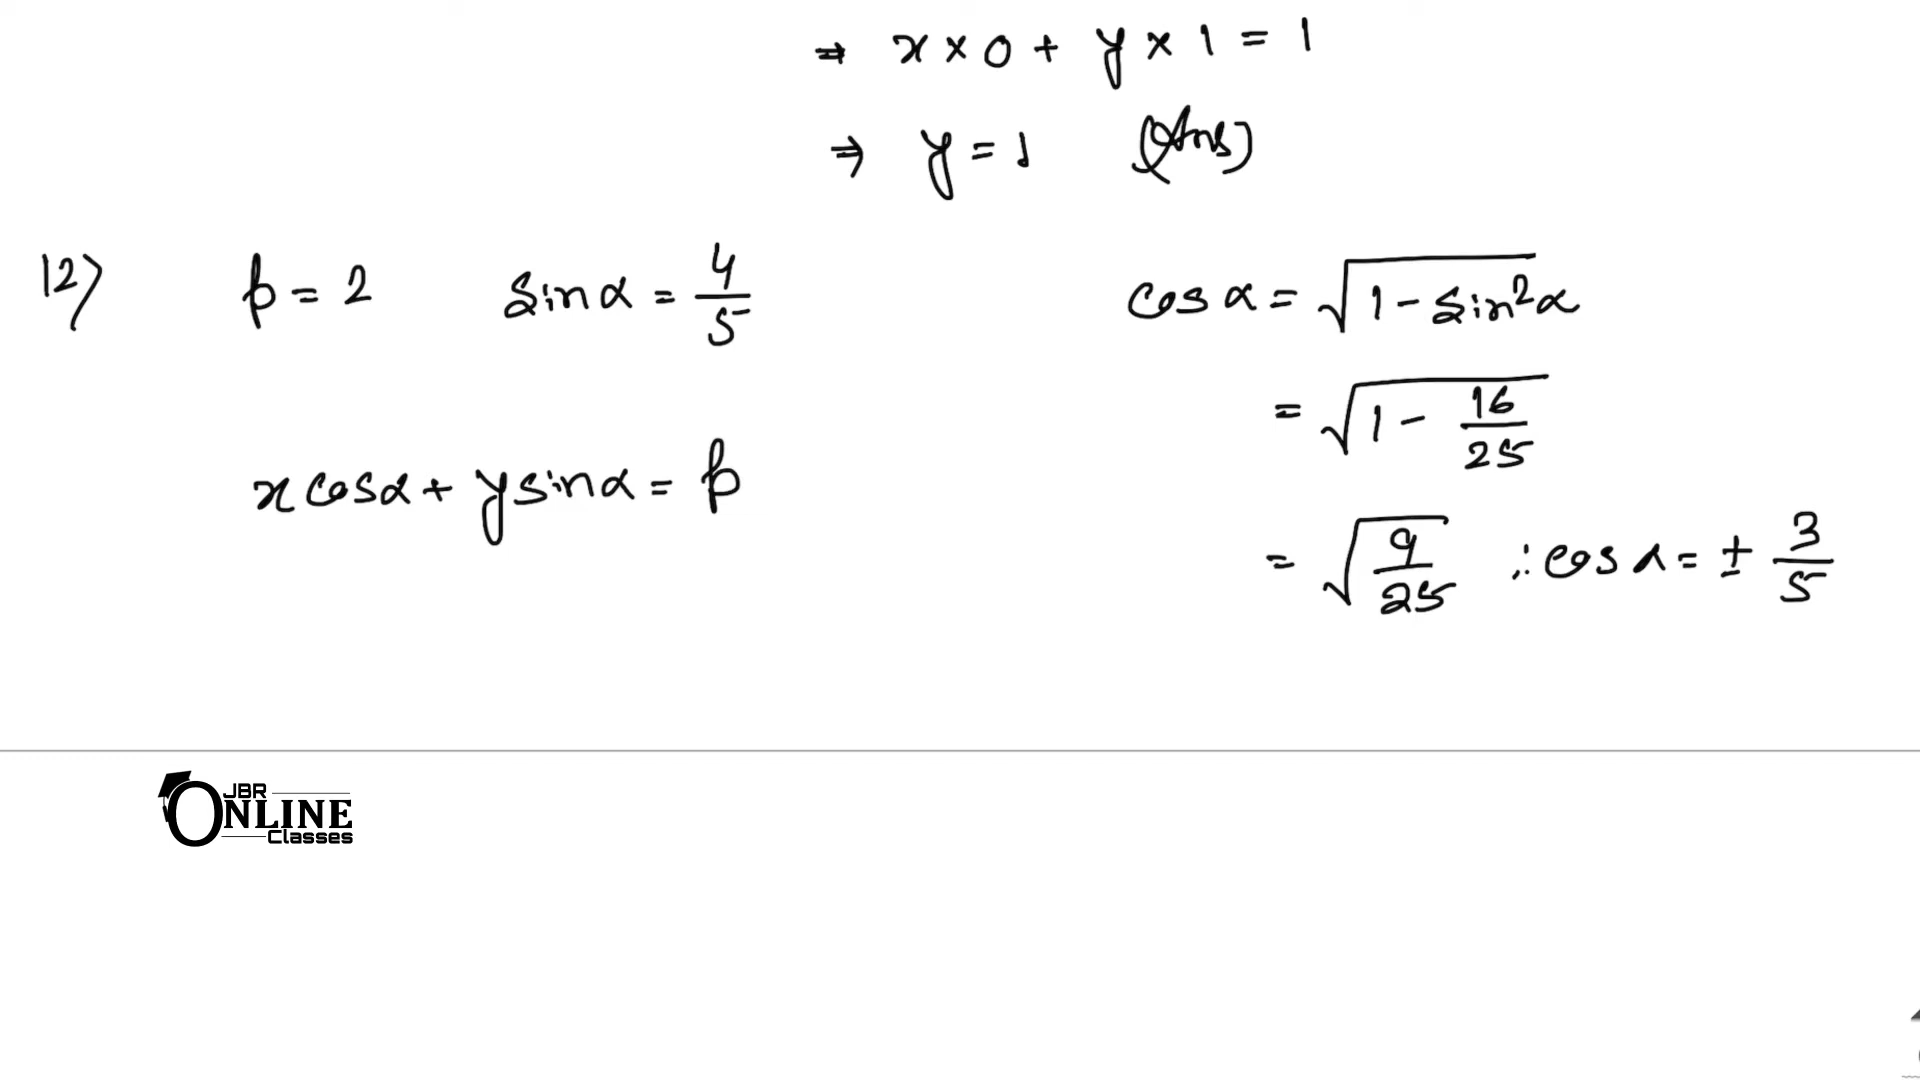 ⇒ x × 0 + y × 1 = 1
⇒ y = 1 (Ans)
12) p = 2 sin α = 4/5 cos α = √(1 - sin²α)
= √(1 - 16/25)
x cos α + y sin α = p
= √(9/25) ∴ cos α = ± 3/5
JBR
ONLINE
Classes